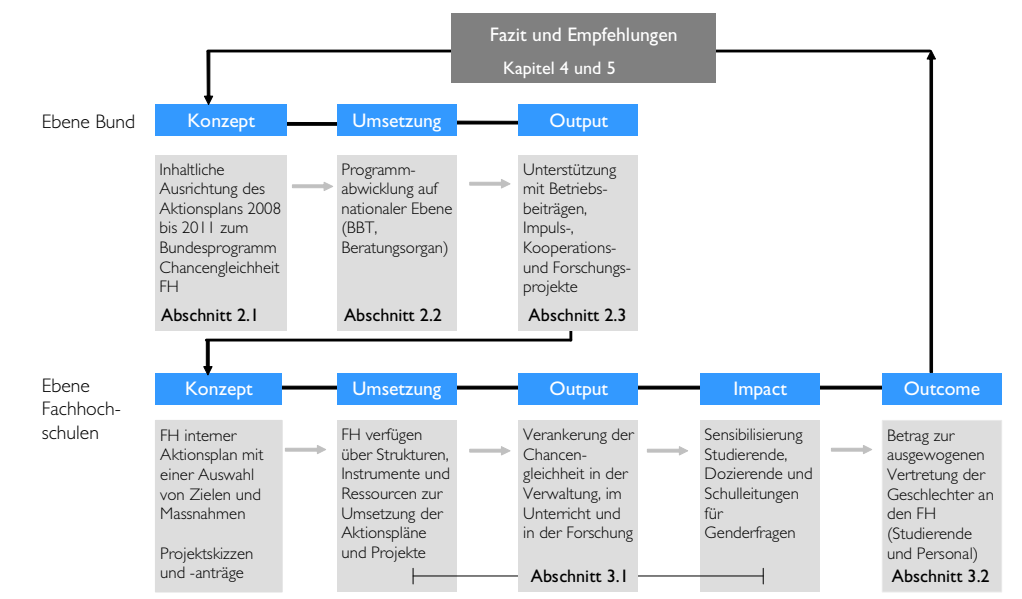 Fazit und Empfehlungen
Kapitel 4 und 5
Ebene Bund
Konzept
Umsetzung
Output
Inhaltliche
Ausrichtung des
Aktionsplans 2008
bis 2011 zum
Bundesprogramm
Chancengleichheit
FH
Abschnitt 2.1
Programm-
abwicklung auf
nationaler Ebene
(BBT,
Beratungsorgan)
Abschnitt 2.2
Unterstützung
mit Betriebs-
beiträgen,
Impuls-,
Kooperations-
und Forschungs-
projekte
Abschnitt 2.3
Ebene
Fachhoch-
schulen
Konzept
Umsetzung
Output
Impact
Outcome
FH interner
Aktionsplan mit
einer Auswahl
von Zielen und
Massnahmen
Projektskizzen
und -anträge
FH verfügen
über Strukturen,
Instrumente und
Ressourcen zur
Umsetzung der
Aktionspläne
und Projekte
Verankerung der
Chancen-
gleichheit in der
Verwaltung, im
Unterricht und
in der Forschung
Abschnitt 3.1
Sensibilisierung
Studierende,
Dozierende und
Schulleitungen
für
Genderfragen
Betrag zur
ausgewogenen
Vertretung der
Geschlechter an
den FH
(Studierende
und Personal)
Abschnitt 3.2